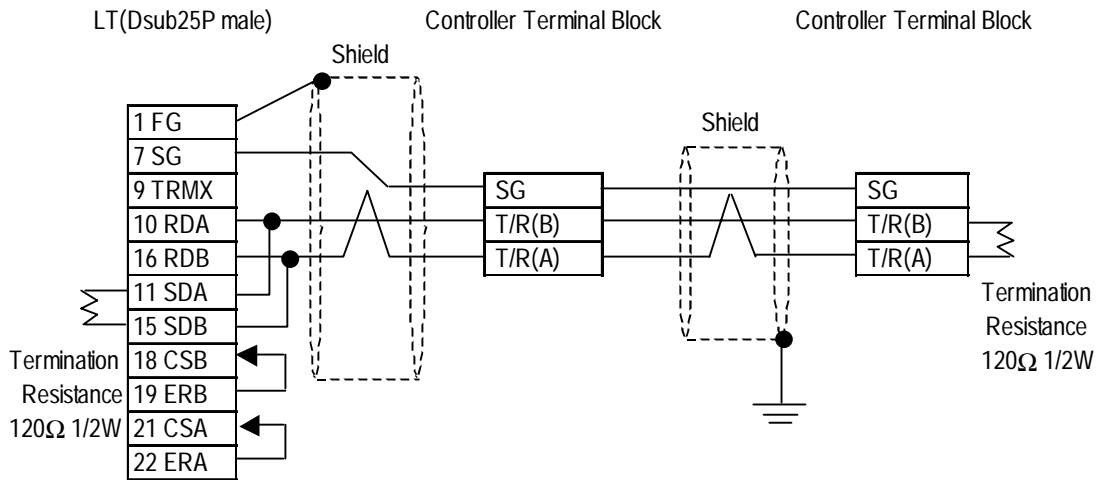 LT(Dsub25P male)
Controller Terminal Block
Controller Terminal Block
Shield
Shield
1 FG
7 SG
9 TRMX
10 RDA
16 RDB
11 SDA
15 SDB
18 CSB
19 ERB
21 CSA
22 ERA
Termination
Resistance
120Ω 1/2W
SG
T/R(B)
T/R(A)
SG
T/R(B)
T/R(A)
Termination
Resistance
120Ω 1/2W